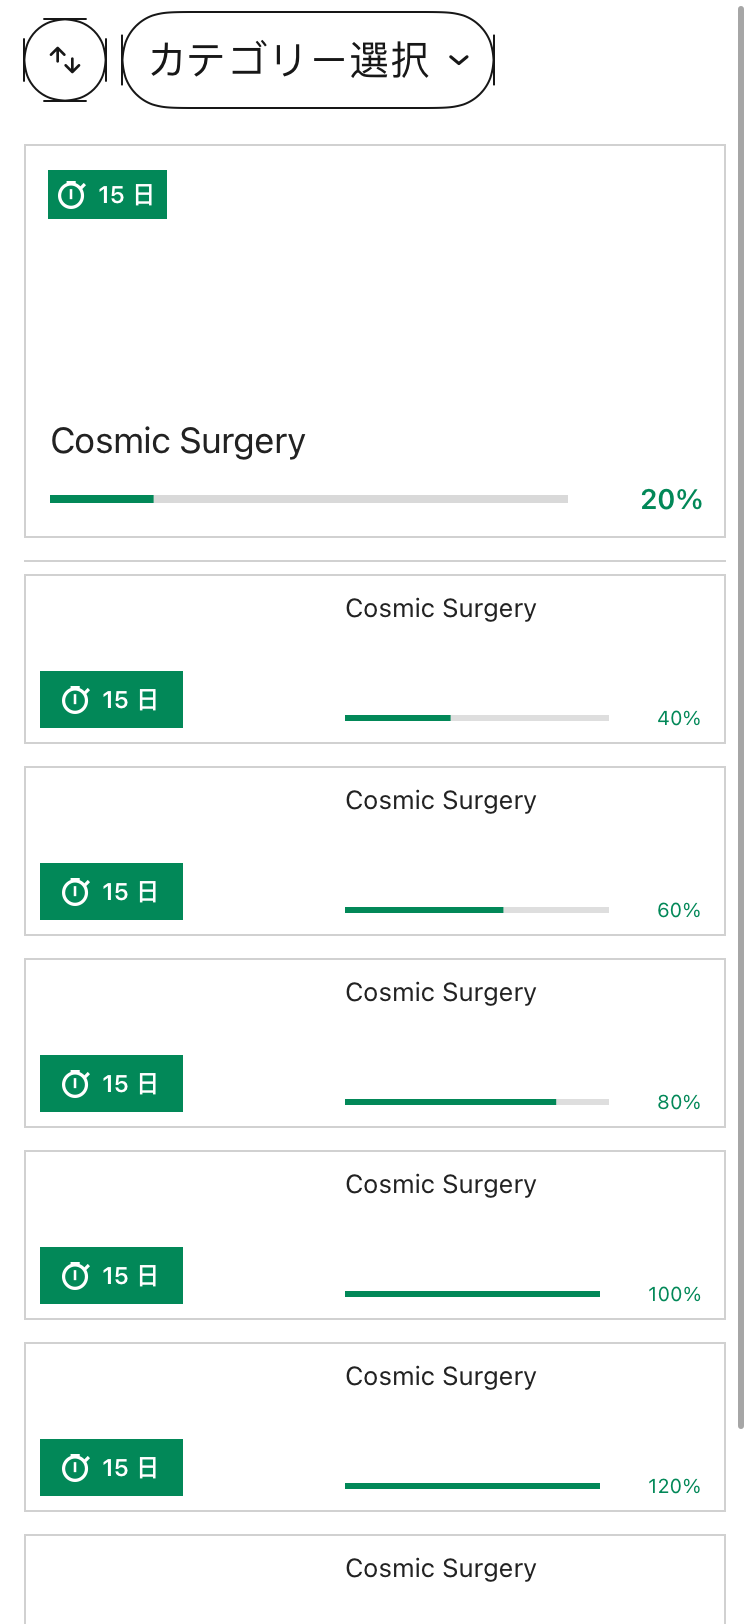 カテゴリー選択
15 日
Cosmic Surgery
20%
Cosmic Surgery
15 日
40%
Cosmic Surgery
15 日
60%
Cosmic Surgery
15 日
80%
Cosmic Surgery
15 日
100%
Cosmic Surgery
15 日
120%
Cosmic Surgery